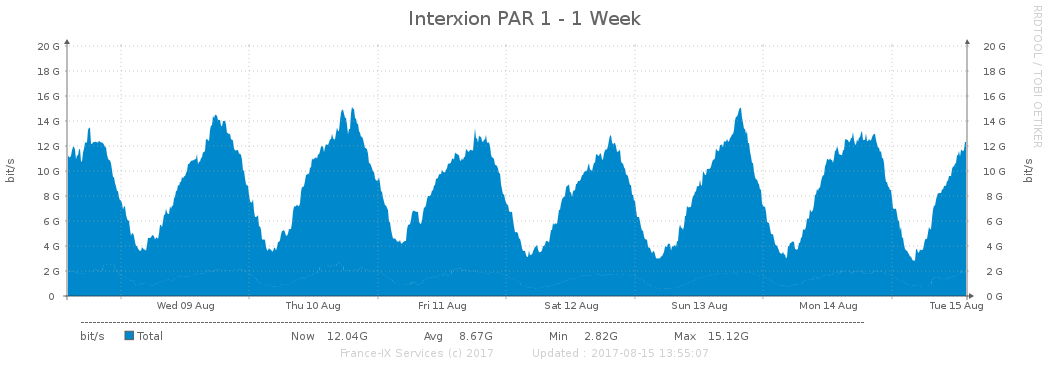 Interxion PAR 1 - 1 Week
RRDTOOL / TOBI OETIKER
bit/s
20 G 20 G
18 G 18 G
16 G 16 G
14 G 14 G
12 G 12 G
10 G 10 G
8 G 8 G
6 G 6 G
4 G 4 G
2 G 2 G
0 0 G
bit/s
Wed 09 Aug Thu 10 Aug Fri 11 Aug Sat 12 Aug Sun 13 Aug Mon 14 Aug Tue 15 Aug
bit/s Total Now 12.04G Avg 8.67G Min 2.82G Max 15.12G
France-IX Services (c) 2017 Updated : 2017-08-15 13:55:07